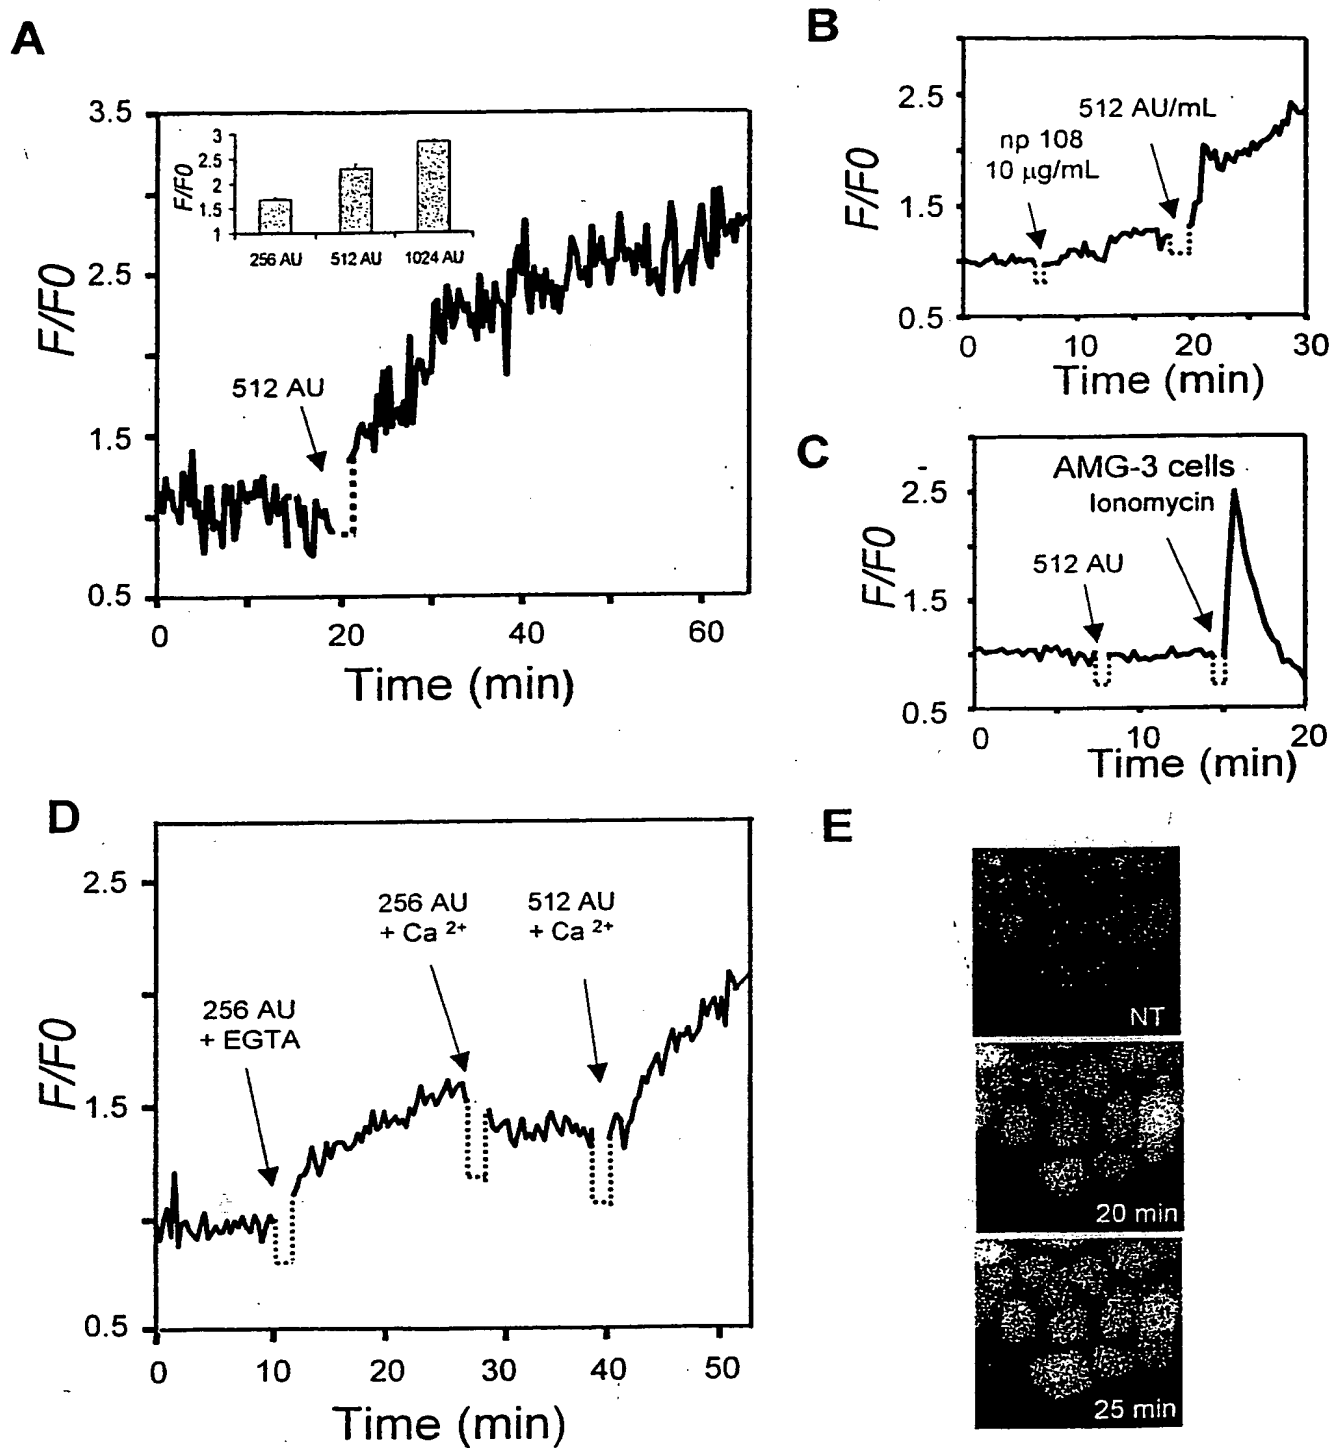 A
3.5
2.5
1.5
0.5
F/F0
3
2.5
2
1.5
1
F/F0
256 AU
512 AU
1024 AU
512 AU
0
20
40
60
Time (min)
B
2.5
1.5
0.5
F/F0
512 AU/mL
np 108
10 µg/mL
0
10
20
30
Time (min)
C
2.5
1.5
0.5
F/F0
AMG-3 cells
Ionomycin
512 AU
0
10
20
Time (min)
D
2.5
1.5
0.5
F/F0
256 AU
+ EGTA
256 AU
+ Ca 2+
512 AU
+ Ca 2+
0
10
20
30
40
50
Time (min)
E
NT
20 min
25 min